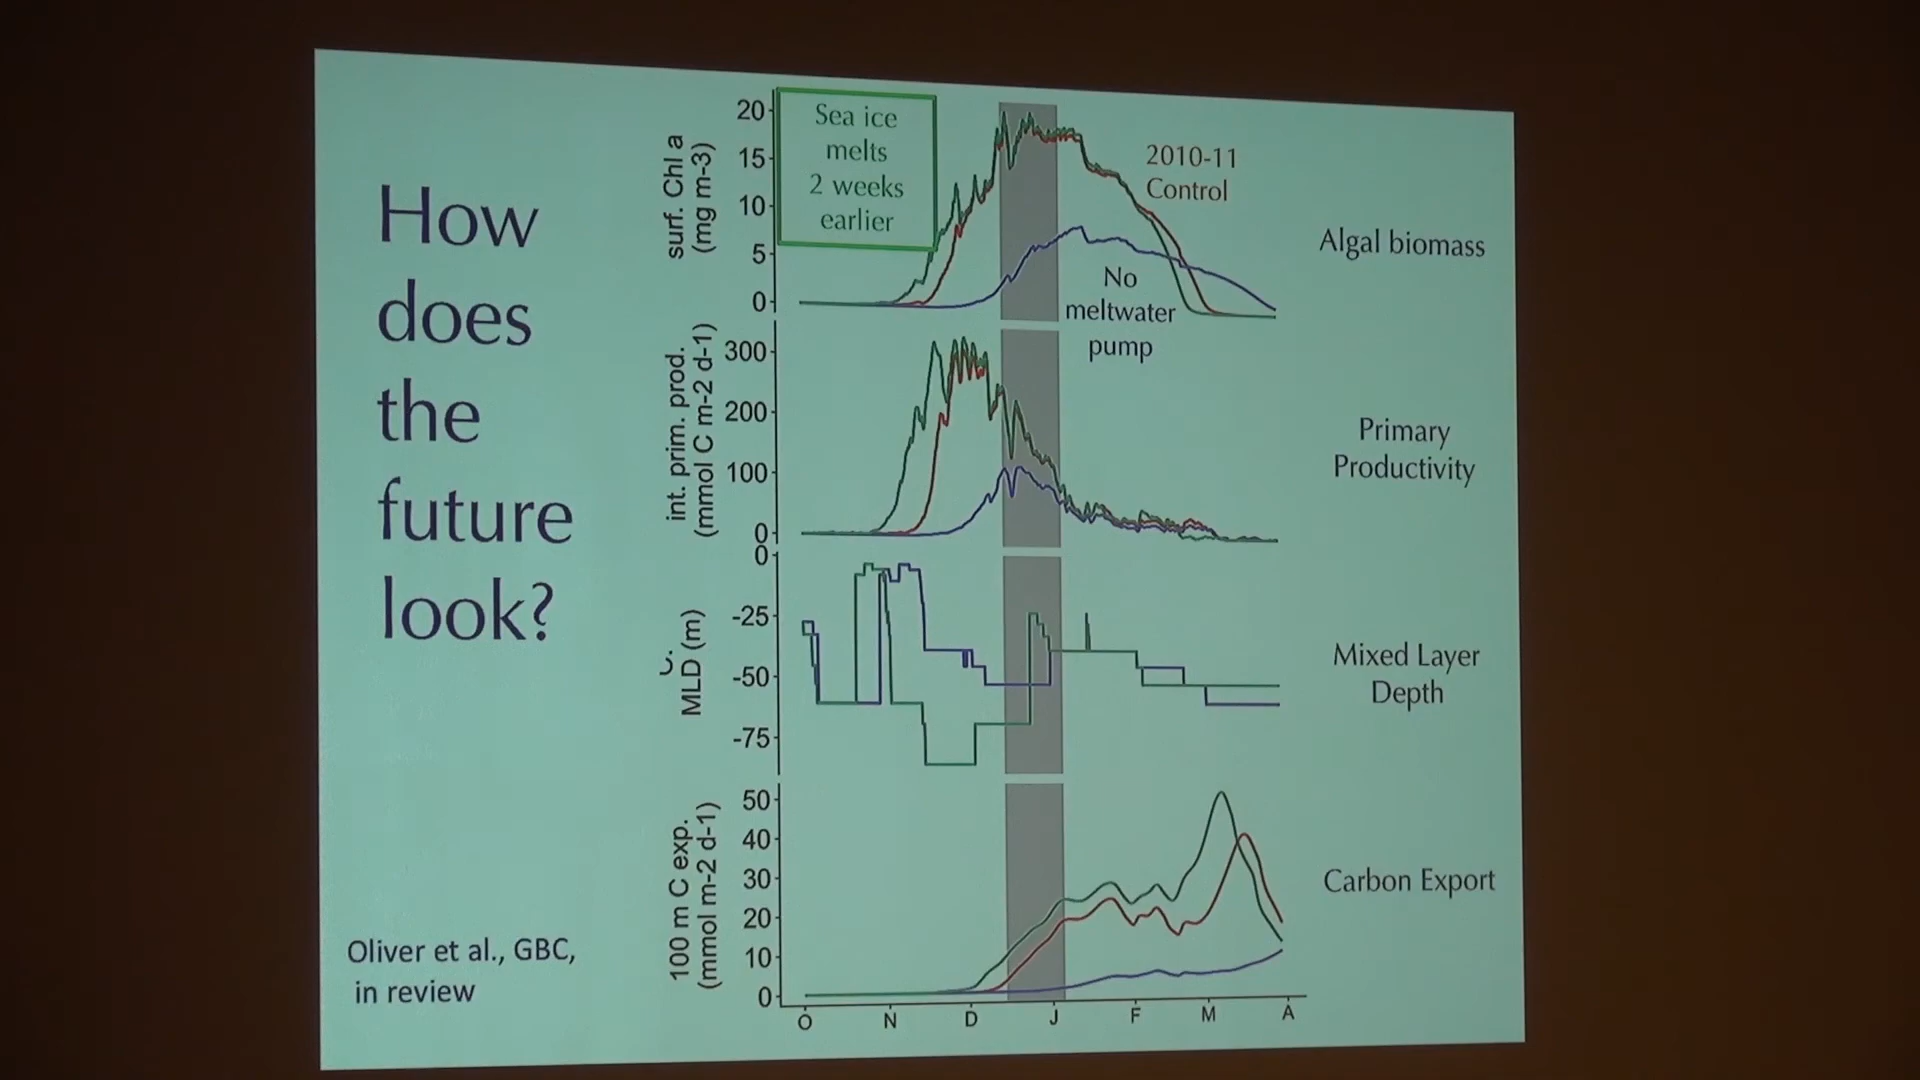 How
does
the
future
look?
Oliver et al., GBC,
in review
Sea ice
melts
2 weeks
earlier
surf. Chl a
(mg m-3)
20
15
10
5
0
2010-11
Control
No
meltwater
pump
Algal biomass
int. prim. prod.
(mmol C m-2 d-1)
300
200
100
0
Primary
Productivity
MLD (m)
0
-25
-50
-75
Mixed Layer
Depth
100 m C exp.
(mmol m-2 d-1)
50
40
30
20
10
0
Carbon Export
O N D J F M A